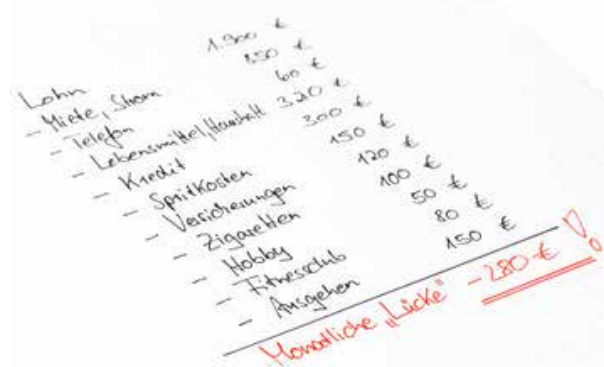 Lohn 1.900 €
- Miete, Strom 850 €
- Telefon 60 €
- Lebensmittel/Haushalt 320 €
- Kredit 300 €
- Spritkosten 150 €
- Versicherungen 120 €
- Zigaretten 100 €
- Hobby 50 €
- Fitnessclub 80 €
- Ausgehen 150 €
Monatliche „Lücke" -280 € !